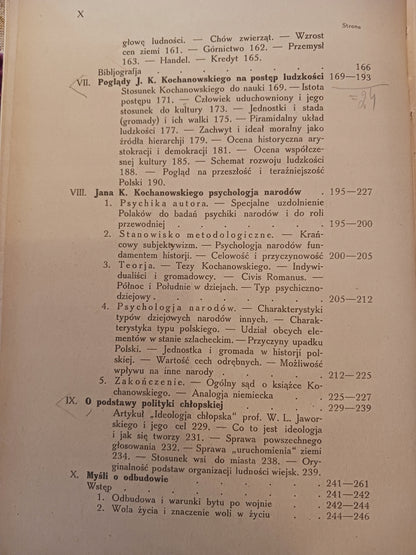 X
Strona
głowę ludności. — Chów zwierząt. — Wzrost
cen ziemi 161. — Górnictwo 162. — Przemysł
163. — Handel. — Kredyt 165.
Bibljografja . . . . . . . . . 166
VII. Poglądy J. K. Kochanowskiego na postęp ludzkości 169—193
Stosunek Kochanowskiego do nauki 169. — Istota
postępu 171. — Człowiek uduchowiony i jego
stosunek do kultury 173. — Jednostki i stada
(gromady) i ich walki 175. — Piramidalny układ
ludzkości 177. — Zachwyt i ideał moralny jako
źródła hierarchji 179. — Ocena historyczna ary-
stokracji i demokracji 181. — Ocena współczes-
nej kultury 185. — Schemat rozwoju ludzkości
188. — Pogląd na przeszłość i teraźniejszość
Polski 190.
=24
VIII. Jana K. Kochanowskiego psychologja narodów . 195—227
1. Psychika autora. — Specjalne uzdolnienie
Polaków do badań psychiki narodów i do roli
przewodniej . . . . . . . . 195—200
2. Stanowisko metodologiczne. — Krań-
cowy subjektywizm. — Psychologja narodów fun-
damentem historji. — Celowość i przyczynowość 200—205
3. Teorja. — Tezy Kochanowskiego. — Indywi-
dualiści i gromadowcy. — Civis Romanus. —
Północ i Południe w dziejach. — Typ psychiczno-
dziejowy . . . . . . . . . 205—212
4. Psychologja narodów. — Charakterystyki
typów dziejowych narodów innych. — Charak-
terystyka typu polskiego. — Udział obcych ele-
mentów w stanie szlacheckim. — Przyczyny upadku
Polski. — Jednostka i gromada w historji pol-
skiej. — Wartość cech odrębnych. — Możliwość
wpływu na inne narody . . . . . . 212—225
5. Zakończenie. — Ogólny sąd o książce Ko-
chanowskiego. — Analogja niemiecka . . . 225—227
IX. O podstawy polityki chłopskiej . . . . . 229—239
Artykuł „Ideologja chłopska" prof. W. L. Jawor-
skiego i jego cel 229. — Co to jest ideologja
i jak się tworzy 231. — Sprawa powszechnego
głosowania 232. — Sprawa „uruchomienia" ziemi
234. — Stosunek wsi do miasta 238. — Ory-
ginalność podstaw organizacji ludności wiejsk. 239.
X. Myśli o odbudowie . . . . . . . 241—261
Wstęp . . . . . . . . . . 241—242
1. Odbudowa i warunki bytu po wojnie . . 242—244
2. Wola życia i znaczenie woli w życiu . . 244—246